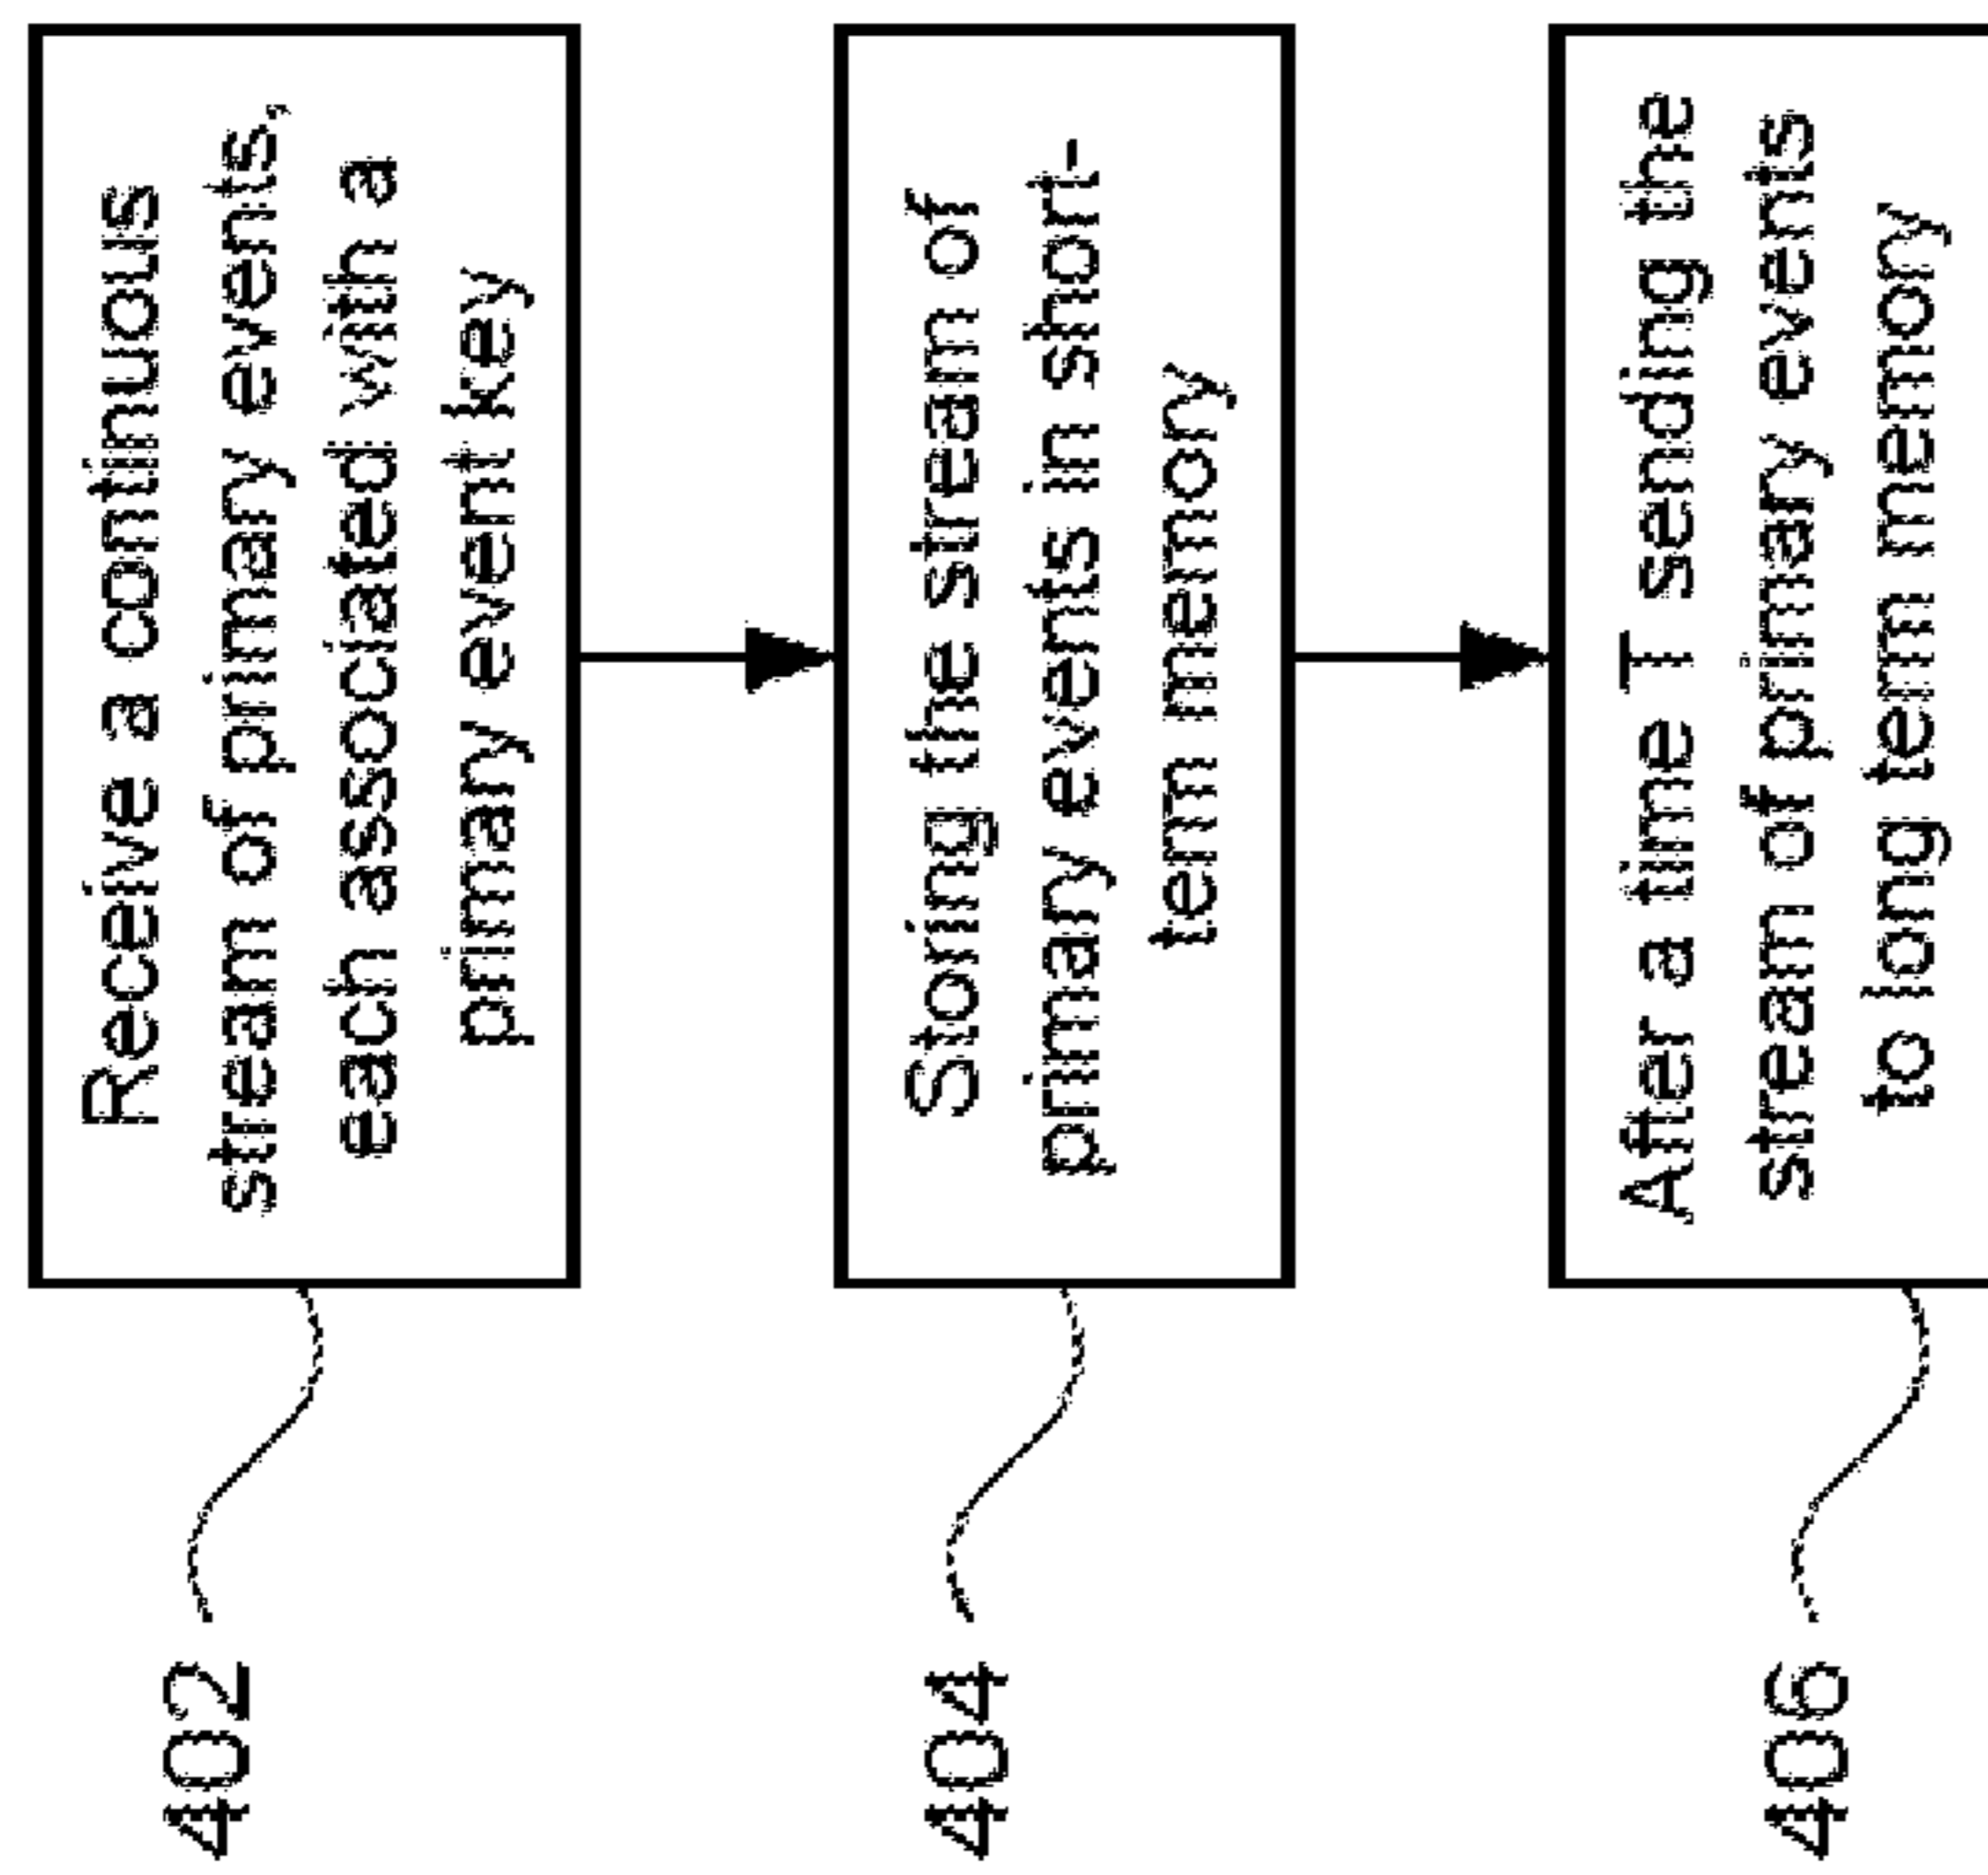 402
Receive a continuous
stream of primary events,
each associated with a
primary event key
404
Storing the stream of
primary events in short-
term memory
406
After a time T sending the
stream of primary events
to long term memory